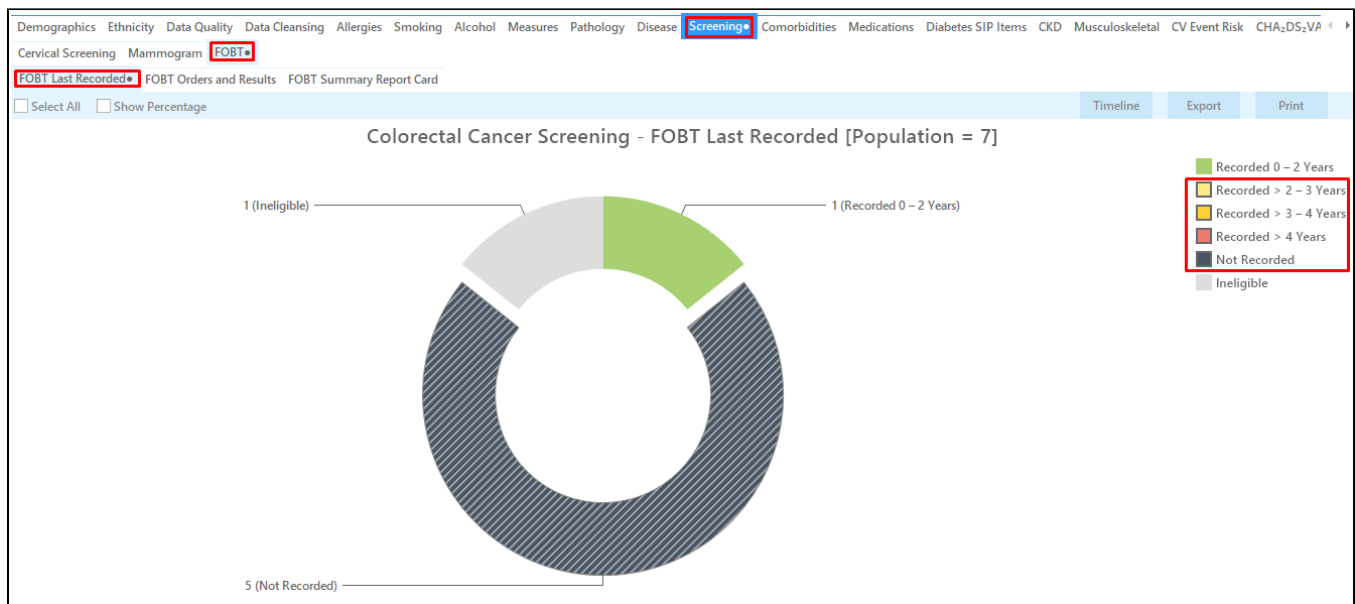 Demographics Ethnicity Data Quality Data Cleansing Allergies Smoking Alcohol Measures Pathology Disease Screening• Comorbidities Medications Diabetes SIP Items CKD Musculoskeletal CV Event Risk CHA₂DS₂VA
Cervical Screening Mammogram FOBT•
FOBT Last Recorded• FOBT Orders and Results FOBT Summary Report Card
Select All Show Percentage Timeline Export Print
Colorectal Cancer Screening - FOBT Last Recorded [Population = 7]
Recorded 0 – 2 Years
Recorded > 2 – 3 Years
Recorded > 3 – 4 Years
Recorded > 4 Years
Not Recorded
Ineligible
1 (Ineligible)
1 (Recorded 0 – 2 Years)
5 (Not Recorded)